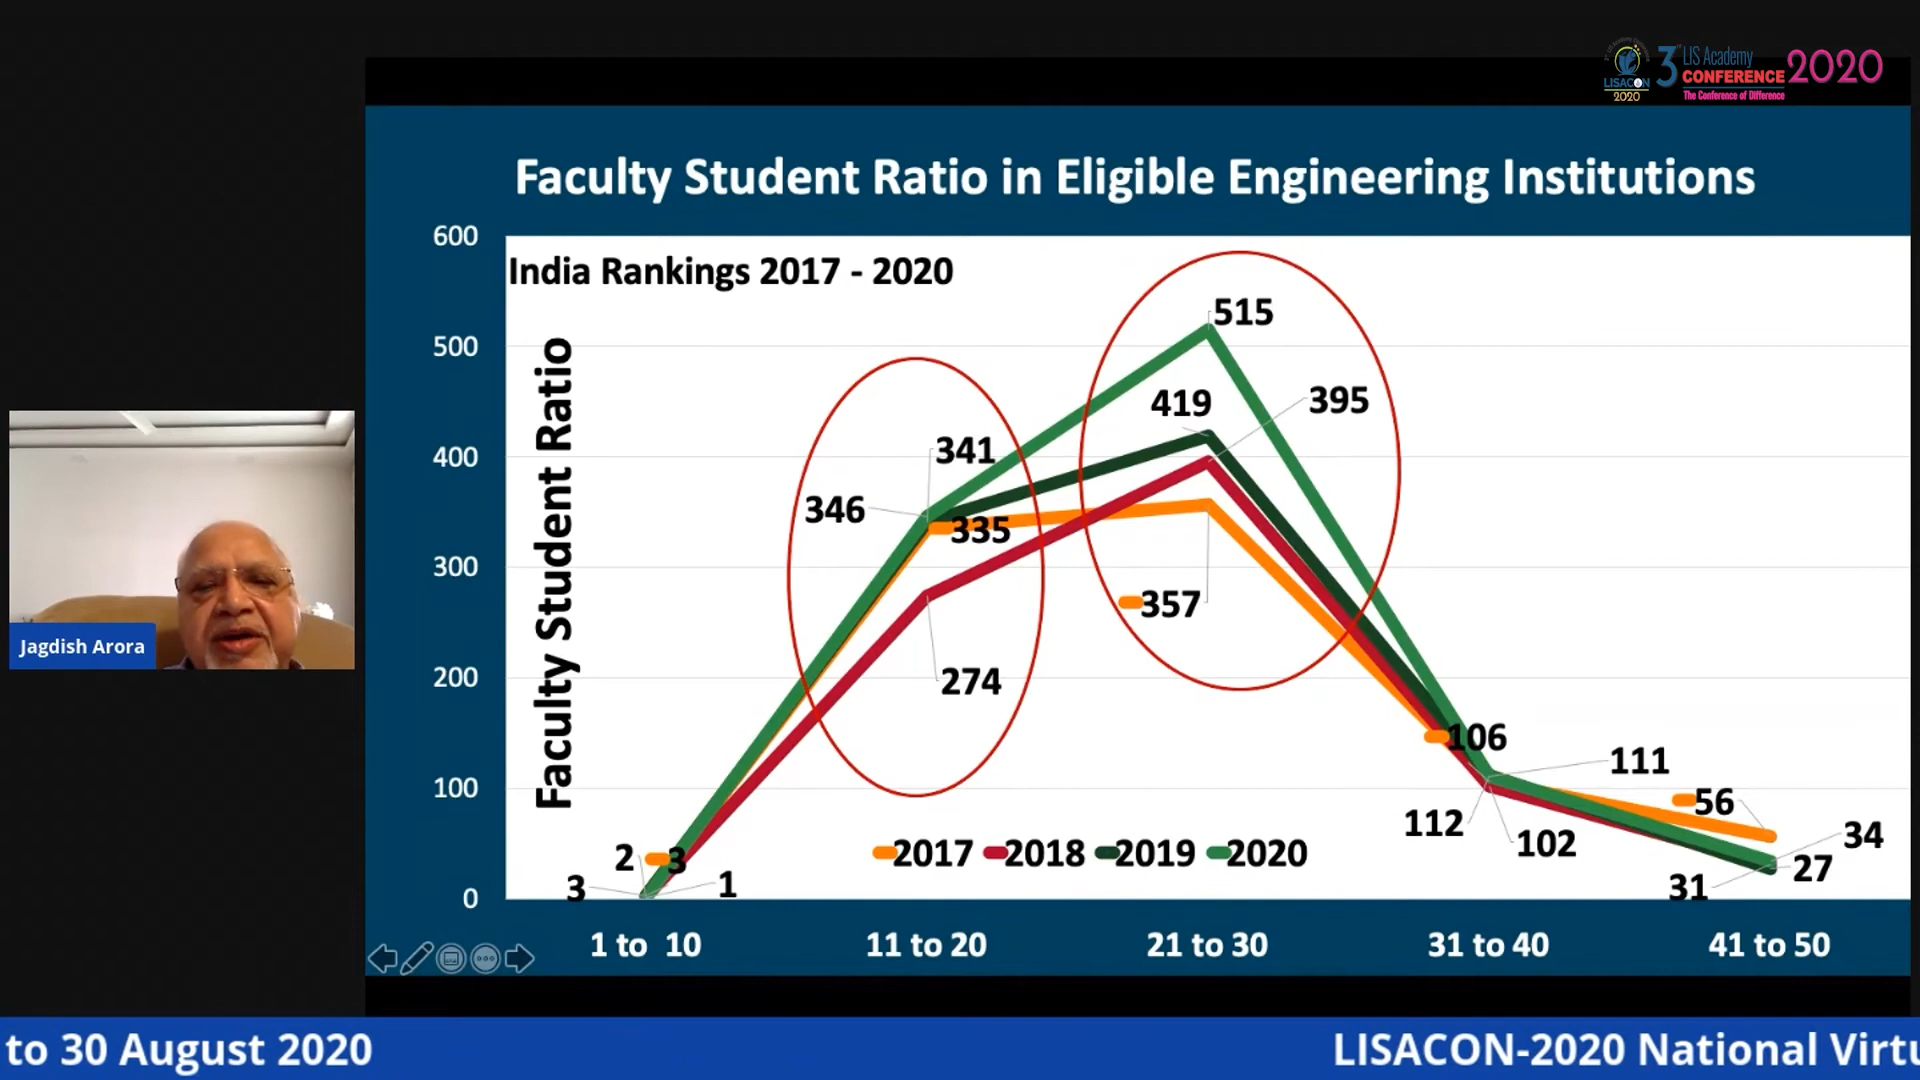 LISACON
2020
3rd LIS Academy
CONFERENCE 2020
The Conference of Difference
Faculty Student Ratio in Eligible Engineering Institutions
India Rankings 2017 - 2020
Faculty Student Ratio
600
500
400
300
200
100
0
515
419
395
341
346
335
357
274
106
111
112
102
56
34
27
31
2
3
3
1
2017 2018 2019 2020
1 to 10 11 to 20 21 to 30 31 to 40 41 to 50
Jagdish Arora
to 30 August 2020
LISACON-2020 National Virtu